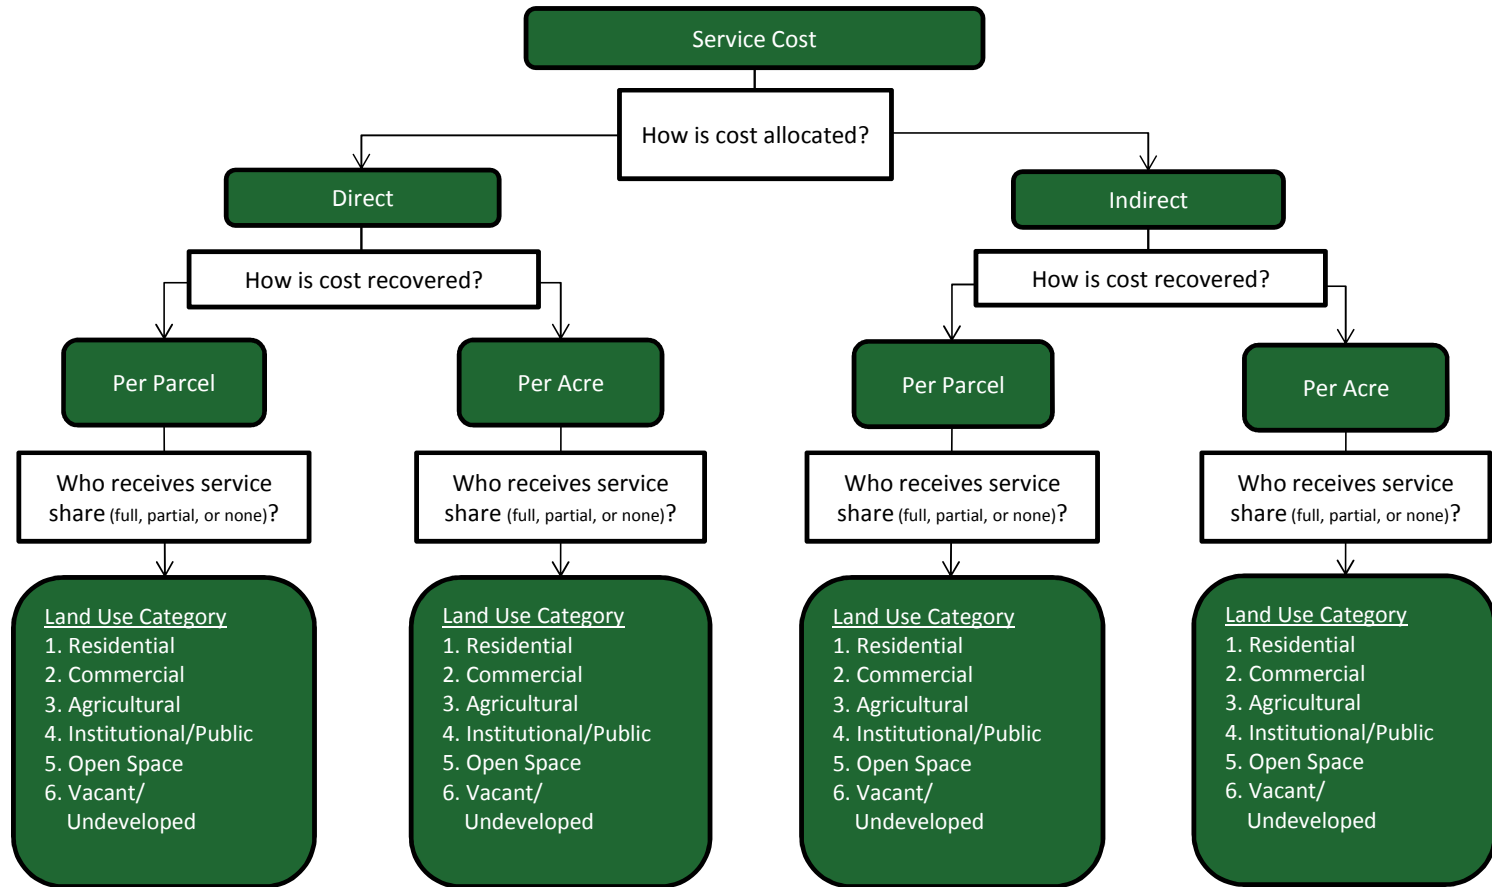 Service Cost
How is cost allocated?
Direct
Indirect
How is cost recovered?
How is cost recovered?
Per Parcel
Per Acre
Per Parcel
Per Acre
Who receives service
share (full, partial, or none)?
Who receives service
share (full, partial, or none)?
Who receives service
share (full, partial, or none)?
Who receives service
share (full, partial, or none)?
Land Use Category
1. Residential
2. Commercial
3. Agricultural
4. Institutional/Public
5. Open Space
6. Vacant/
Undeveloped
Land Use Category
1. Residential
2. Commercial
3. Agricultural
4. Institutional/Public
5. Open Space
6. Vacant/
Undeveloped
Land Use Category
1. Residential
2. Commercial
3. Agricultural
4. Institutional/Public
5. Open Space
6. Vacant/
Undeveloped
Land Use Category
1. Residential
2. Commercial
3. Agricultural
4. Institutional/Public
5. Open Space
6. Vacant/
Undeveloped